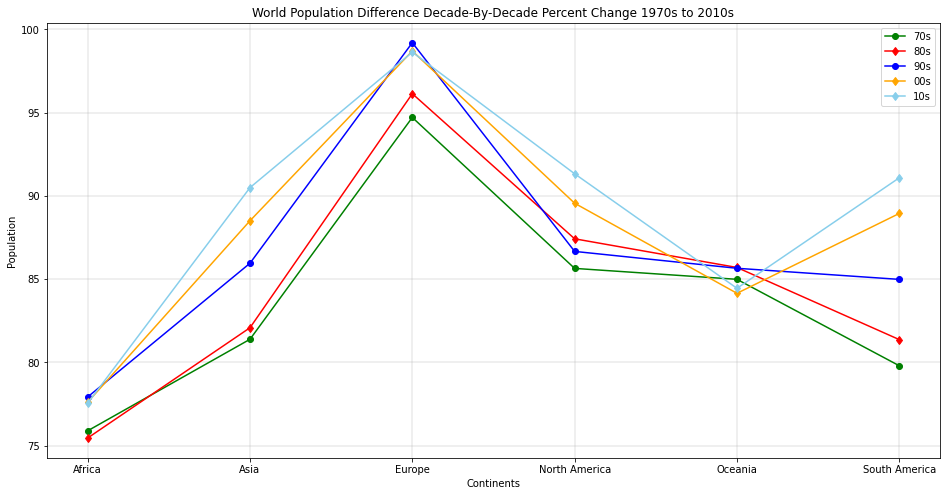 World Population Difference Decade-By-Decade Percent Change 1970s to 2010s
100
95
90
85
80
75
Population
Africa
Asia
Europe
North America
Oceania
South America
Continents
70s
80s
90s
00s
10s